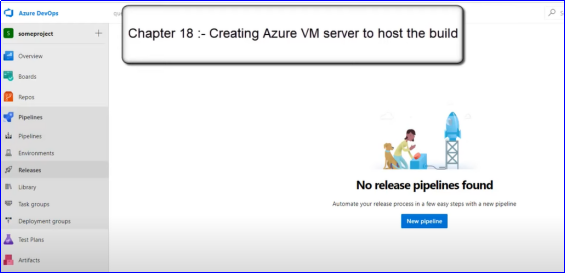 Azure DevOps
Chapter 18 :- Creating Azure VM server to host the build
S
someproject
Overview
Boards
Repos
Pipelines
Pipelines
Environments
Releases
Library
Task groups
Deployment groups
Test Plans
Artifacts
No release pipelines found
Automate your release process in a few easy steps with a new pipeline
New pipeline